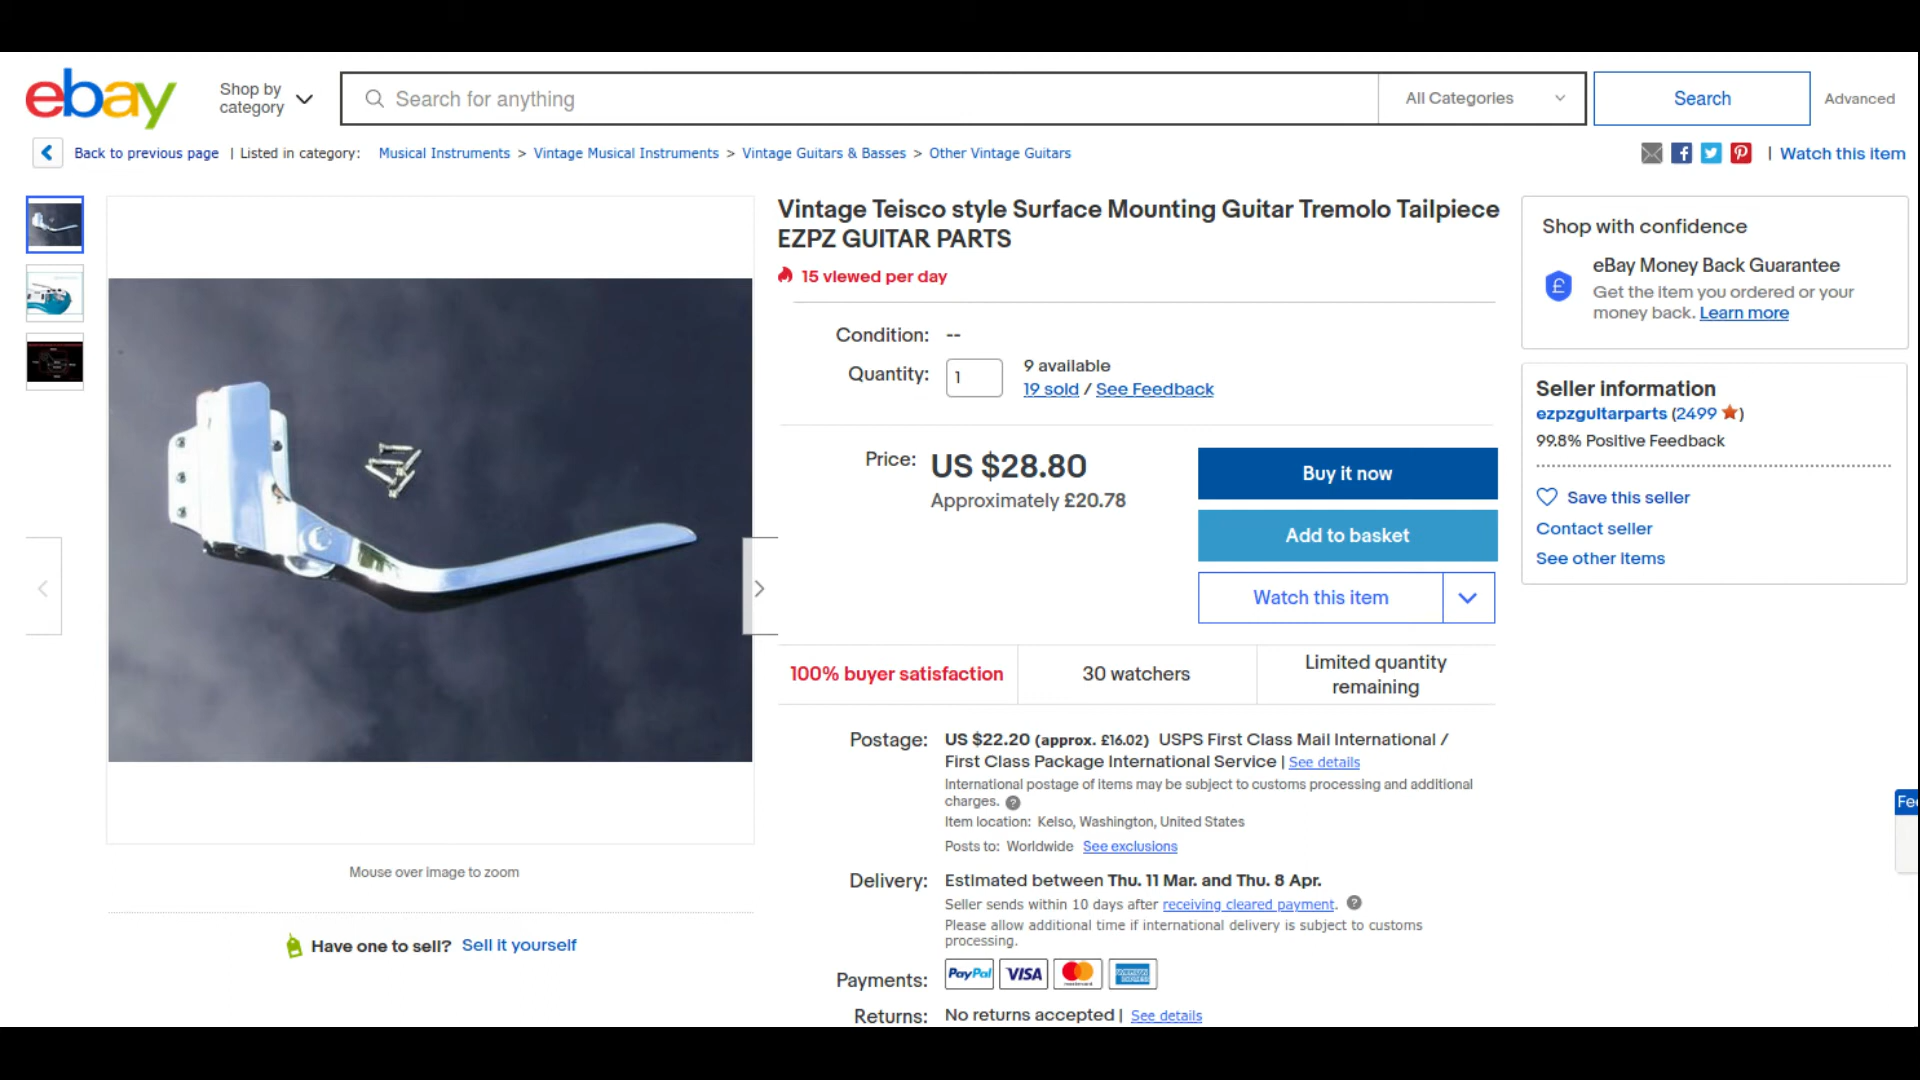 ebay
Shop by
category
Search for anything
All Categories
Search
Advanced
Back to previous page | Listed in category: Musical Instruments > Vintage Musical Instruments > Vintage Guitars & Basses > Other Vintage Guitars
| Watch this item
Vintage Teisco style Surface Mounting Guitar Tremolo Tailpiece
EZPZ GUITAR PARTS
15 viewed per day
Condition: --
Quantity: 1
9 available
19 sold / See Feedback
Price: US $28.80
Approximately £20.78
Buy it now
Add to basket
Watch this item
100% buyer satisfaction
30 watchers
Limited quantity
remaining
Postage: US $22.20 (approx. £16.02) USPS First Class Mail International /
First Class Package International Service | See details
International postage of items may be subject to customs processing and additional
charges. ?
Item location: Kelso, Washington, United States
Posts to: Worldwide See exclusions
Delivery: Estimated between Thu. 11 Mar. and Thu. 8 Apr.
Seller sends within 10 days after receiving cleared payment. ?
Please allow additional time if international delivery is subject to customs
processing.
Payments: PayPal VISA mastercard
Returns: No returns accepted | See details
Mouse over image to zoom
Have one to sell? Sell it yourself
Shop with confidence
eBay Money Back Guarantee
Get the item you ordered or your
money back. Learn more
Seller information
ezpzguitarparts (2499)
99.8% Positive Feedback
Save this seller
Contact seller
See other items
Fe